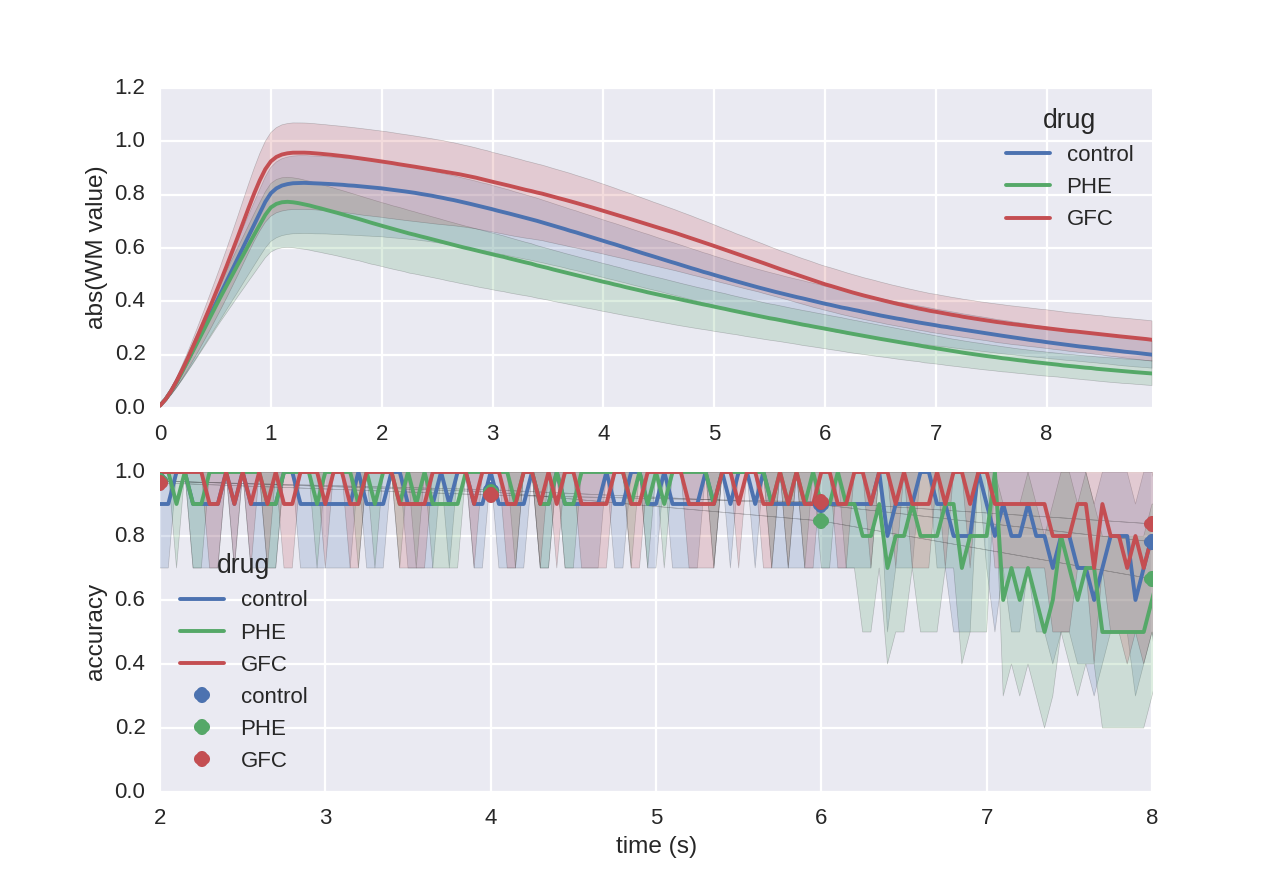 1.2
1.0
0.8
0.6
0.4
0.2
0.0
abs(WM value)
drug
control
PHE
GFC
0 1 2 3 4 5 6 7 8
1.0
0.8
0.6
0.4
0.2
0.0
accuracy
drug
control
PHE
GFC
control
PHE
GFC
2 3 4 5 6 7 8
time (s)